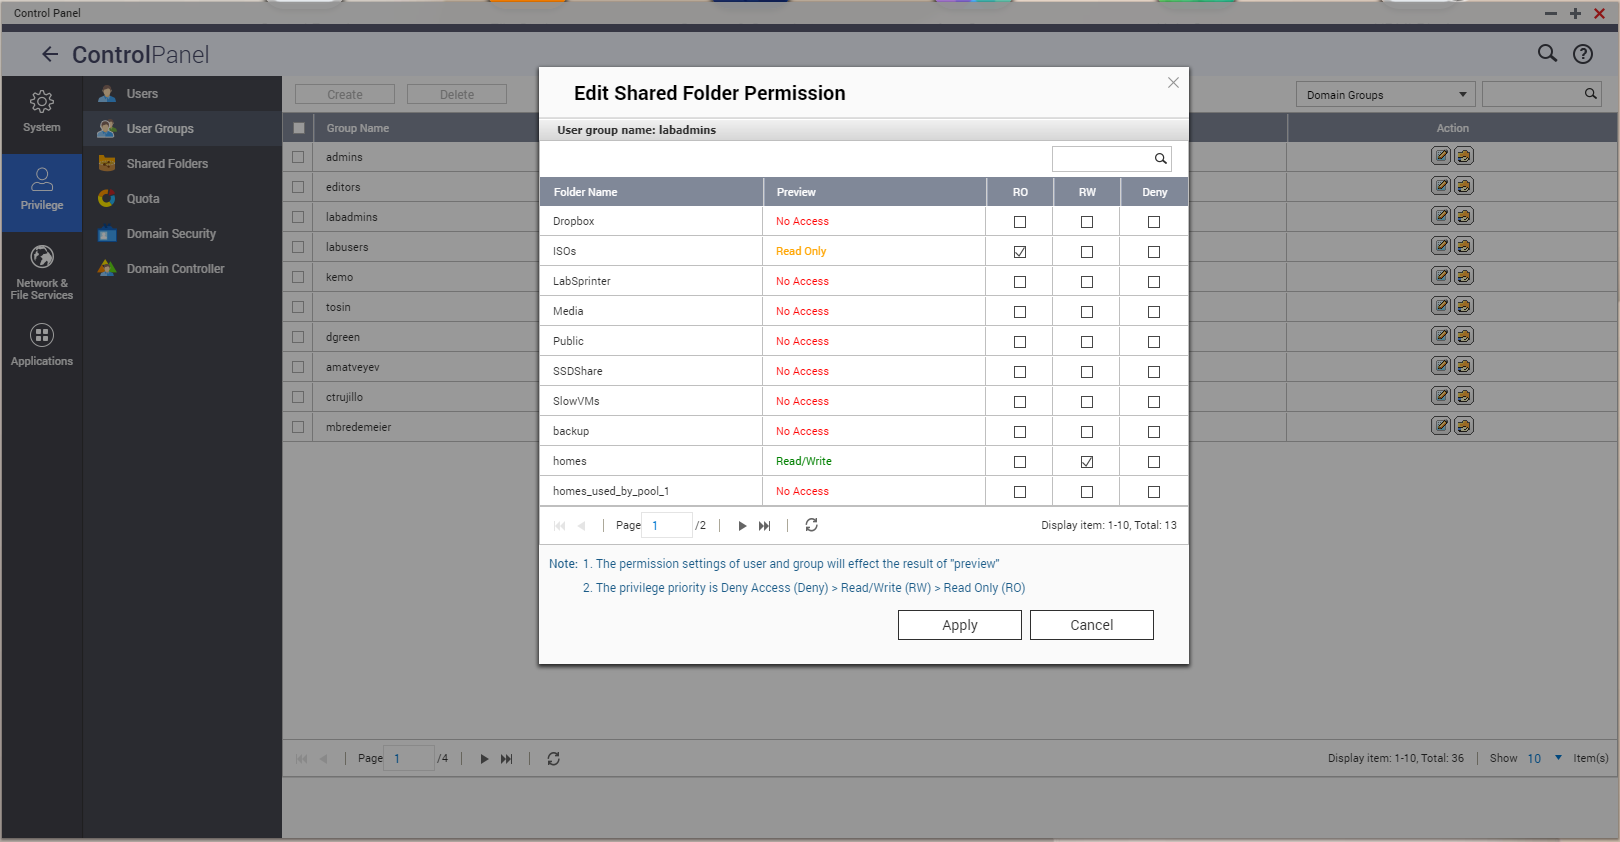 Control Panel
ControlPanel
System
Privilege
Network &
File Services
Applications
Users
User Groups
Shared Folders
Quota
Domain Security
Domain Controller
Create Delete
Domain Groups
Group Name Action
admins
editors
labadmins
labusers
kemo
tosin
dgreen
amatveyev
ctrujillo
mbredemeier
Page 1 /4
Display item: 1-10, Total: 36 Show 10 Item(s)
Edit Shared Folder Permission
User group name: labadmins
Folder Name Preview RO RW Deny
Dropbox No Access
ISOs Read Only
LabSprinter No Access
Media No Access
Public No Access
SSDShare No Access
SlowVMs No Access
backup No Access
homes Read/Write
homes_used_by_pool_1 No Access
Page 1 /2 Display item: 1-10, Total: 13
Note: 1. The permission settings of user and group will effect the result of "preview"
2. The privilege priority is Deny Access (Deny) > Read/Write (RW) > Read Only (RO)
Apply Cancel